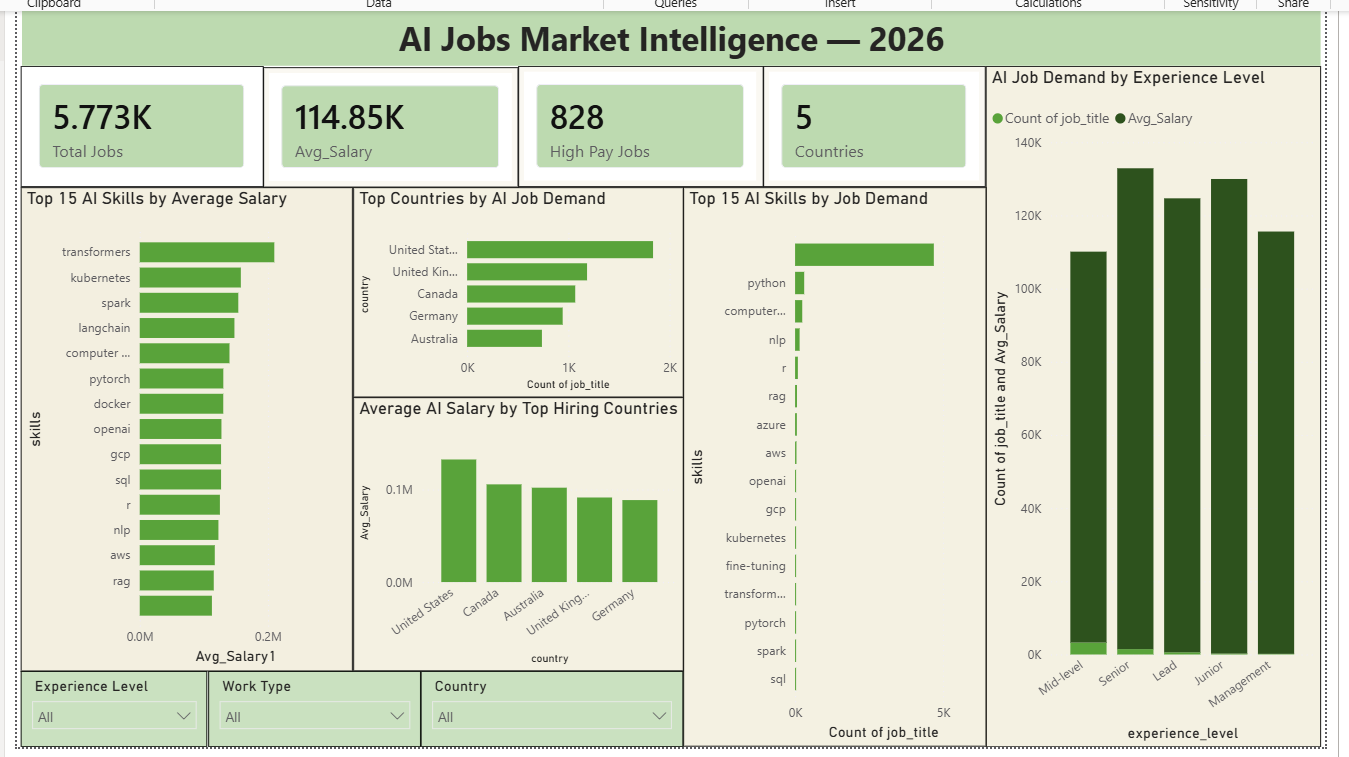 Clipboard Data Queries Insert Calculations Sensitivity Share
AI Jobs Market Intelligence — 2026
5.773K
Total Jobs
114.85K
Avg_Salary
828
High Pay Jobs
5
Countries
Top 15 AI Skills by Average Salary
skills
transformers
kubernetes
spark
langchain
computer ...
pytorch
docker
openai
gcp
sql
r
nlp
aws
rag
0.0M 0.2M
Avg_Salary1
Top Countries by AI Job Demand
country
United Stat...
United Kin...
Canada
Germany
Australia
0K 1K 2K
Count of job_title
Average AI Salary by Top Hiring Countries
Avg_Salary
0.1M
0.0M
United States
Canada
Australia
United King...
Germany
country
Top 15 AI Skills by Job Demand
skills
python
computer...
nlp
r
rag
azure
aws
openai
gcp
kubernetes
fine-tuning
transform...
pytorch
spark
sql
0K 5K
Count of job_title
AI Job Demand by Experience Level
Count of job_title Avg_Salary
Count of job_title and Avg_Salary
140K
120K
100K
80K
60K
40K
20K
0K
Mid-level
Senior
Lead
Junior
Management
experience_level
Experience Level
All
Work Type
All
Country
All